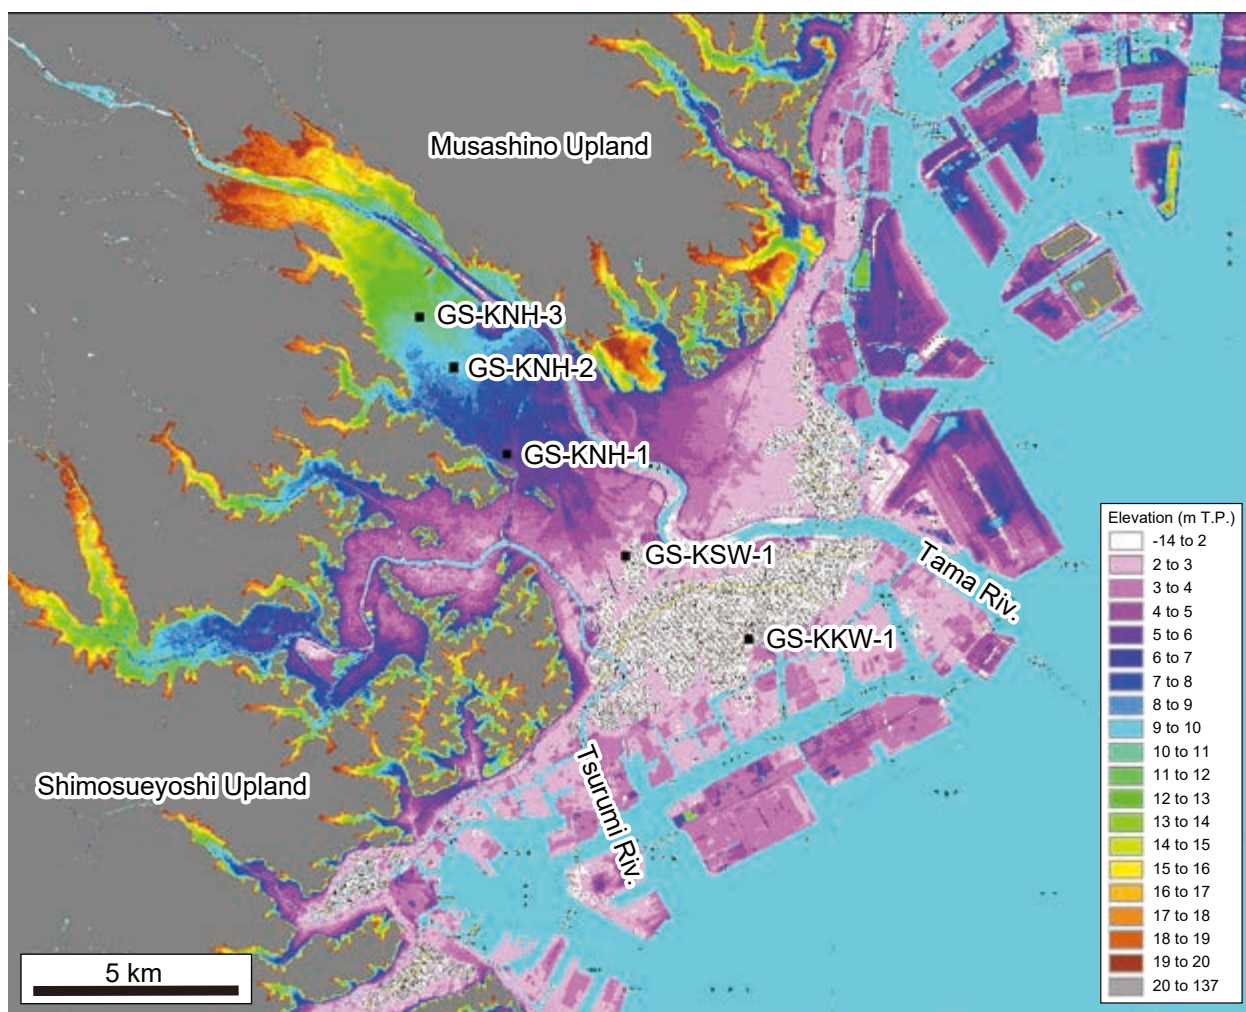 Musashino Upland
GS-KNH-3
GS-KNH-2
GS-KNH-1
GS-KSW-1
GS-KKW-1
Tama Riv.
Tsurumi Riv.
Shimosueyoshi Upland
5 km
Elevation (m T.P.)
-14 to 2
2 to 3
3 to 4
4 to 5
5 to 6
6 to 7
7 to 8
8 to 9
9 to 10
10 to 11
11 to 12
12 to 13
13 to 14
14 to 15
15 to 16
16 to 17
17 to 18
18 to 19
19 to 20
20 to 137